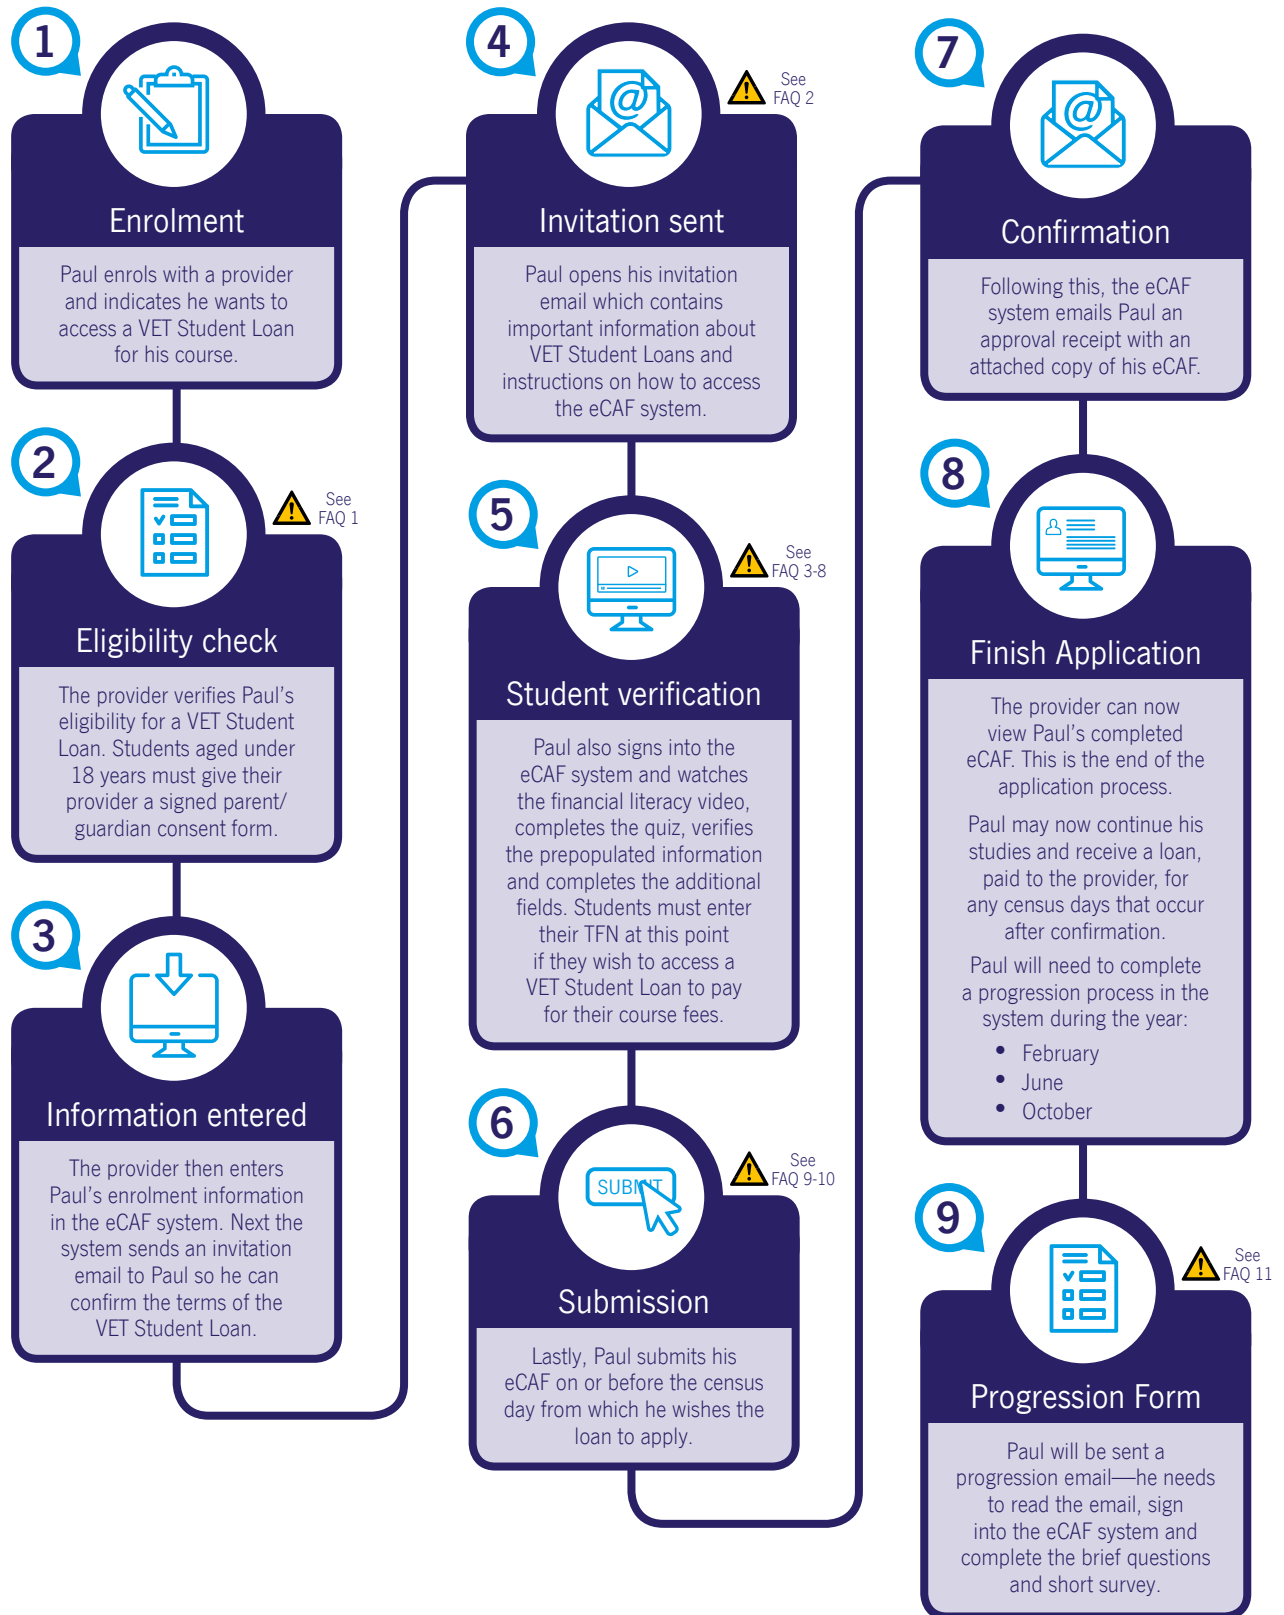 1
Enrolment
Paul enrols with a provider
and indicates he wants to
access a VET Student Loan
for his course.
2
See
FAQ 1
Eligibility check
The provider verifies Paul's
eligibility for a VET Student
Loan. Students aged under
18 years must give their
provider a signed parent/
guardian consent form.
3
Information entered
The provider then enters
Paul's enrolment information
in the eCAF system. Next the
system sends an invitation
email to Paul so he can
confirm the terms of the
VET Student Loan.
4
See
FAQ 2
Invitation sent
Paul opens his invitation
email which contains
important information about
VET Student Loans and
instructions on how to access
the eCAF system.
5
See
FAQ 3-8
Student verification
Paul also signs into the
eCAF system and watches
the financial literacy video,
completes the quiz, verifies
the prepopulated information
and completes the additional
fields. Students must enter
their TFN at this point
if they wish to access a
VET Student Loan to pay
for their course fees.
6
SUBMIT
See
FAQ 9-10
Submission
Lastly, Paul submits his
eCAF on or before the census
day from which he wishes the
loan to apply.
7
Confirmation
Following this, the eCAF
system emails Paul an
approval receipt with an
attached copy of his eCAF.
8
Finish Application
The provider can now
view Paul's completed
eCAF. This is the end of the
application process.
Paul may now continue his
studies and receive a loan,
paid to the provider, for
any census days that occur
after confirmation.
Paul will need to complete
a progression process in the
system during the year:
• February
• June
• October
9
See
FAQ 11
Progression Form
Paul will be sent a
progression email—he needs
to read the email, sign
into the eCAF system and
complete the brief questions
and short survey.